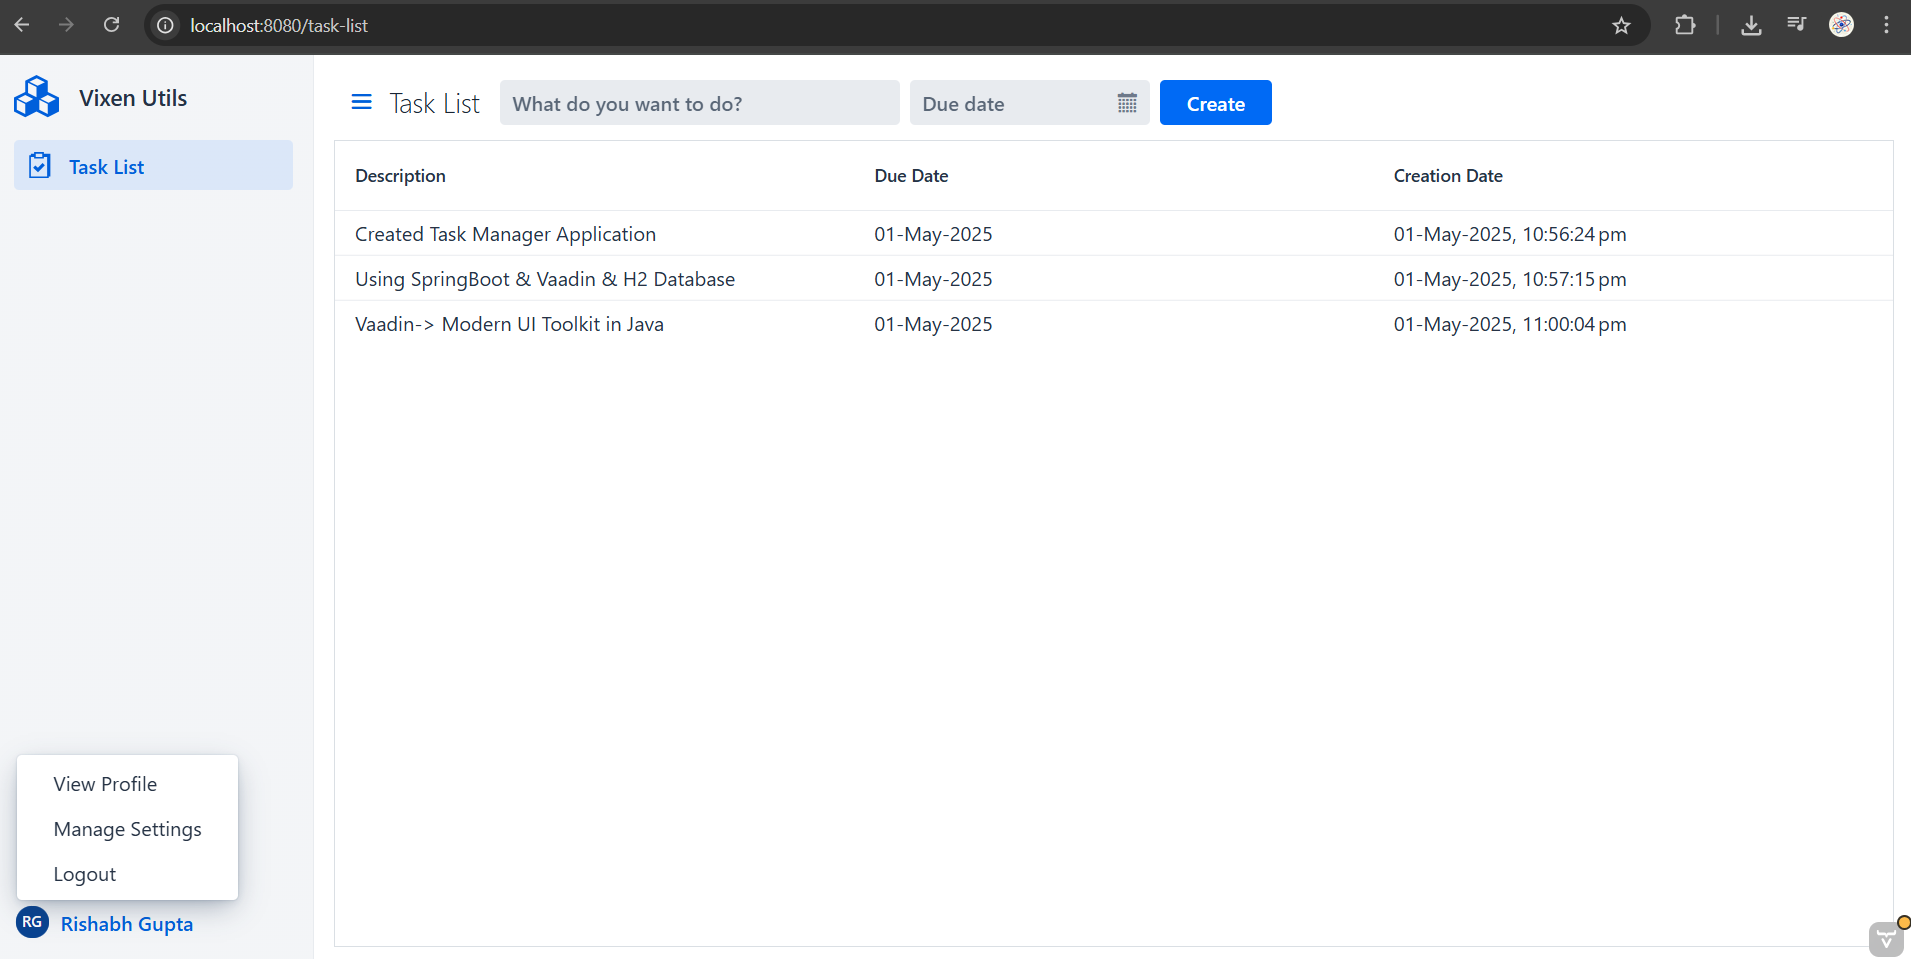 localhost:8080/task-list
Vixen Utils
Task List
Task List
What do you want to do?
Due date
Create
Description Due Date Creation Date
Created Task Manager Application 01-May-2025 01-May-2025, 10:56:24 pm
Using SpringBoot & Vaadin & H2 Database 01-May-2025 01-May-2025, 10:57:15 pm
Vaadin-> Modern UI Toolkit in Java 01-May-2025 01-May-2025, 11:00:04 pm
View Profile
Manage Settings
Logout
RG Rishabh Gupta